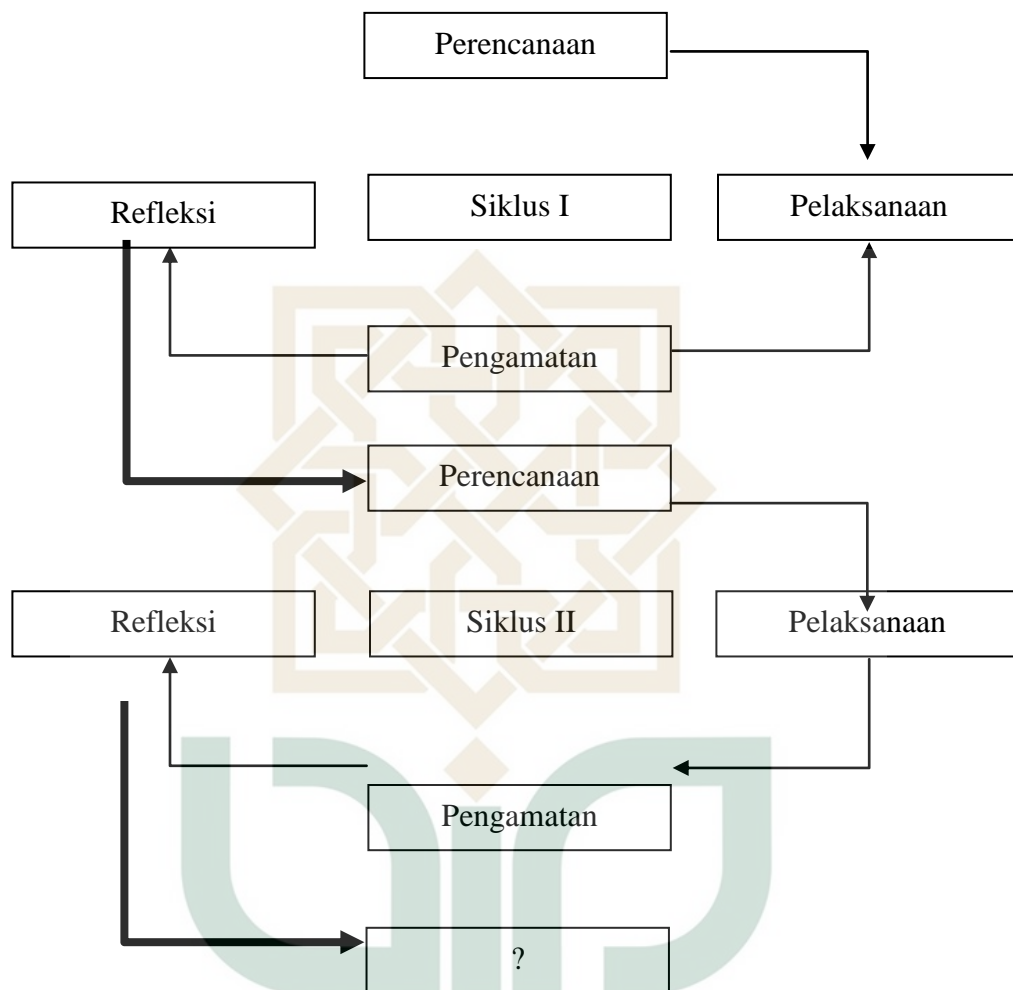 Perencanaan
Refleksi
Siklus I
Pelaksanaan
Pengamatan
Perencanaan
Refleksi
Siklus II
Pelaksanaan
Pengamatan
?